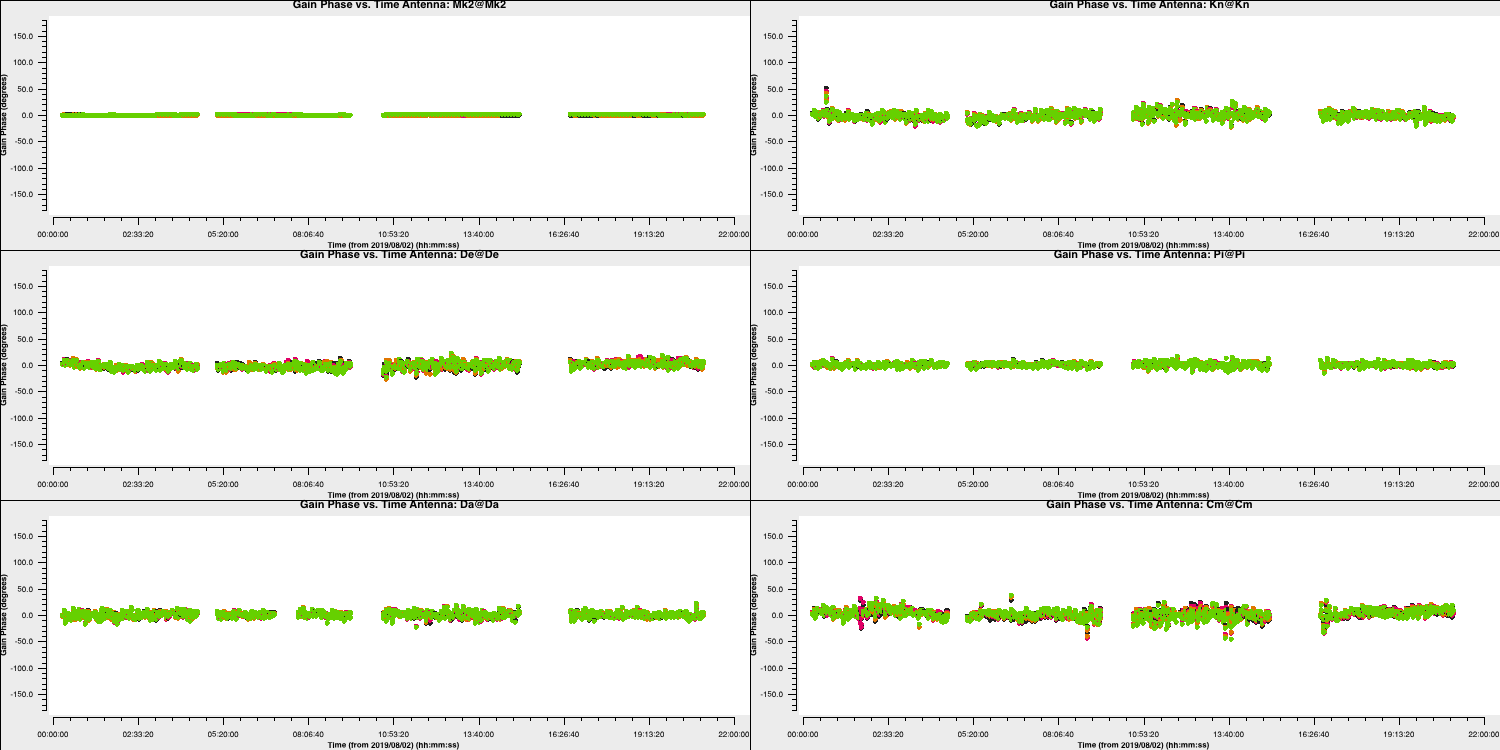 Gain Phase vs. Time Antenna: Mk2@Mk2
Gain Phase (degrees)
150.0
100.0
50.0
0.0
-50.0
-100.0
-150.0
00:00:00 02:33:20 05:20:00 08:06:40 10:53:20 13:40:00 16:26:40 19:13:20 22:00:00
Time (from 2019/08/02) (hh:mm:ss)
Gain Phase vs. Time Antenna: Kn@Kn
Gain Phase (degrees)
150.0
100.0
50.0
0.0
-50.0
-100.0
-150.0
00:00:00 02:33:20 05:20:00 08:06:40 10:53:20 13:40:00 16:26:40 19:13:20 22:00:00
Time (from 2019/08/02) (hh:mm:ss)
Gain Phase vs. Time Antenna: De@De
Gain Phase (degrees)
150.0
100.0
50.0
0.0
-50.0
-100.0
-150.0
00:00:00 02:33:20 05:20:00 08:06:40 10:53:20 13:40:00 16:26:40 19:13:20 22:00:00
Time (from 2019/08/02) (hh:mm:ss)
Gain Phase vs. Time Antenna: Pi@Pi
Gain Phase (degrees)
150.0
100.0
50.0
0.0
-50.0
-100.0
-150.0
00:00:00 02:33:20 05:20:00 08:06:40 10:53:20 13:40:00 16:26:40 19:13:20 22:00:00
Time (from 2019/08/02) (hh:mm:ss)
Gain Phase vs. Time Antenna: Da@Da
Gain Phase (degrees)
150.0
100.0
50.0
0.0
-50.0
-100.0
-150.0
00:00:00 02:33:20 05:20:00 08:06:40 10:53:20 13:40:00 16:26:40 19:13:20 22:00:00
Time (from 2019/08/02) (hh:mm:ss)
Gain Phase vs. Time Antenna: Cm@Cm
Gain Phase (degrees)
150.0
100.0
50.0
0.0
-50.0
-100.0
-150.0
00:00:00 02:33:20 05:20:00 08:06:40 10:53:20 13:40:00 16:26:40 19:13:20 22:00:00
Time (from 2019/08/02) (hh:mm:ss)